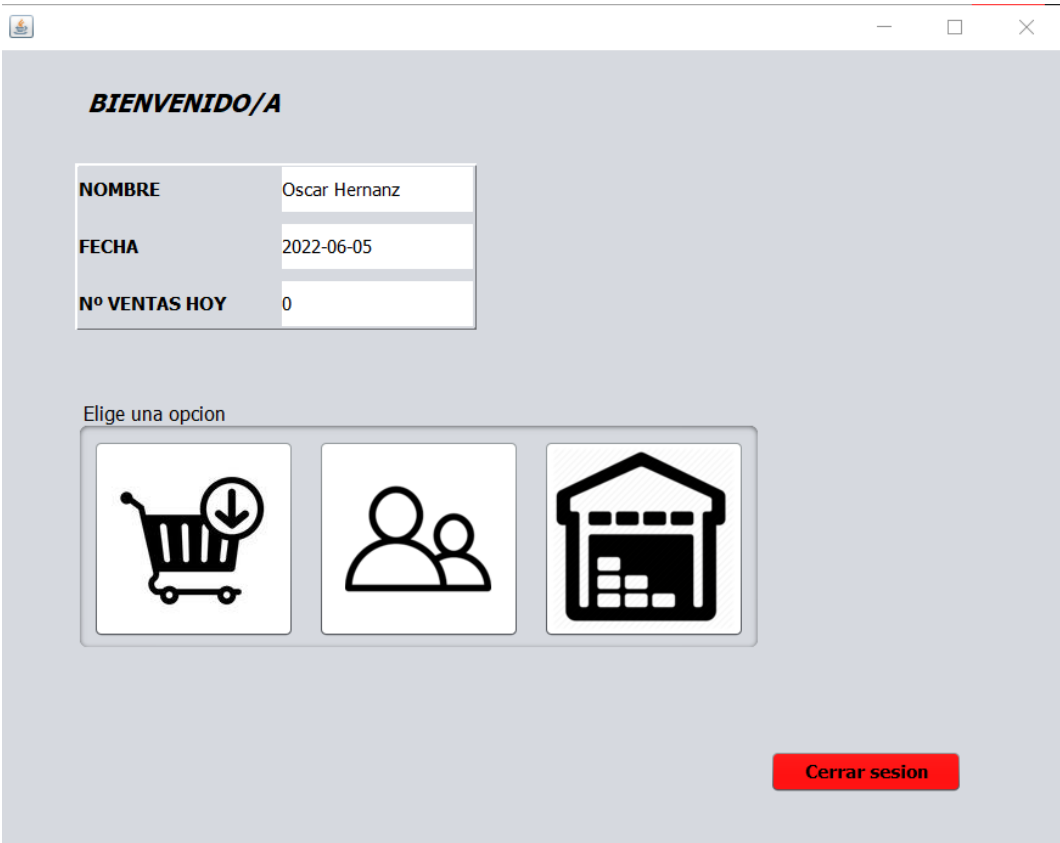 BIENVENIDO/A
NOMBRE Oscar Hernanz
FECHA 2022-06-05
Nº VENTAS HOY 0
Elige una opcion
Cerrar sesion